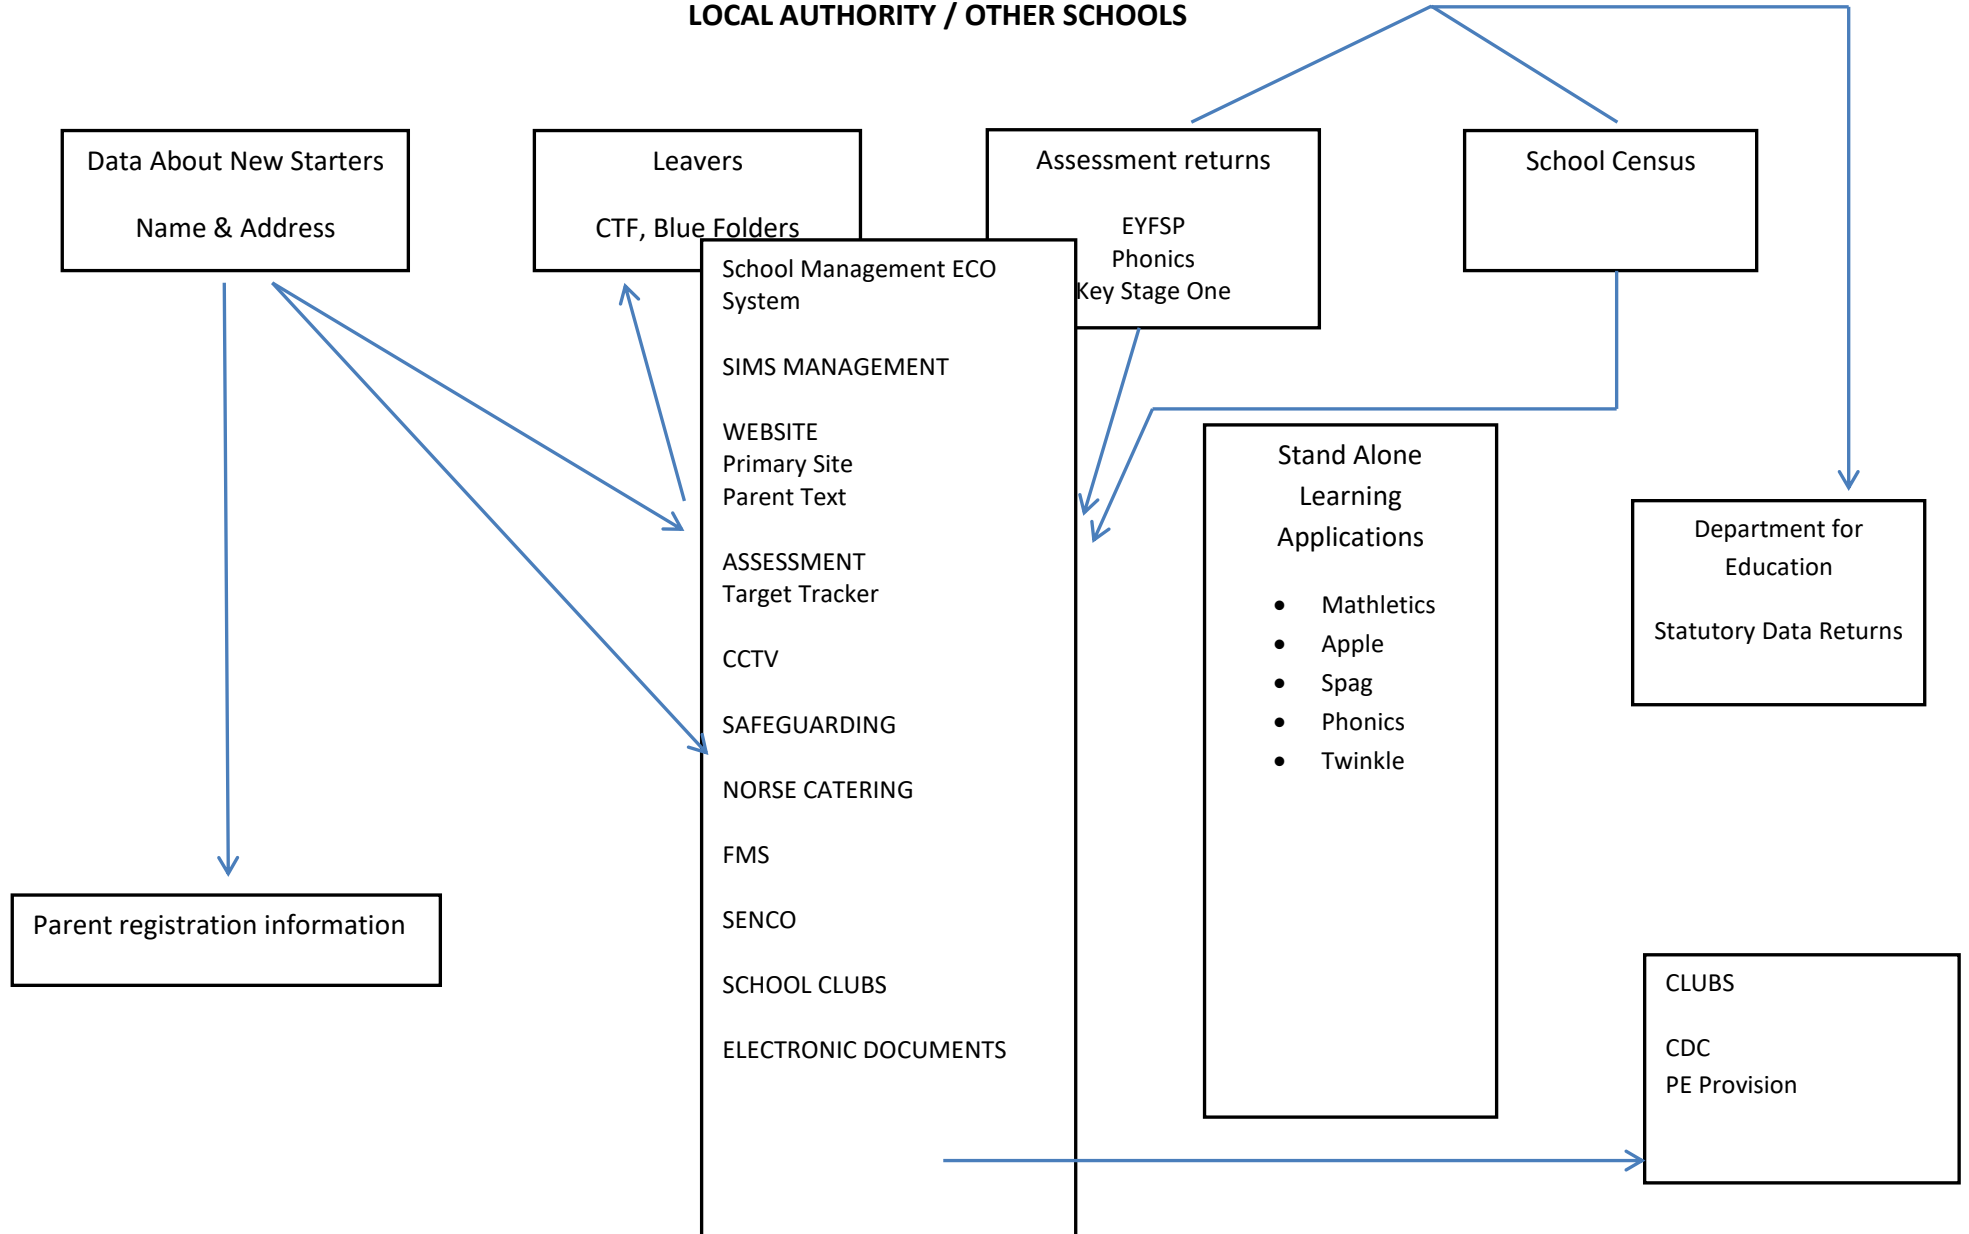 LOCAL AUTHORITY / OTHER SCHOOLS
Data About New Starters
Name & Address
Leavers
CTF, Blue Folders
Assessment returns
EYFSP
Phonics
Key Stage One
School Census
School Management ECO
System
SIMS MANAGEMENT
WEBSITE
Primary Site
Parent Text
ASSESSMENT
Target Tracker
CCTV
SAFEGUARDING
NORSE CATERING
FMS
SENCO
SCHOOL CLUBS
ELECTRONIC DOCUMENTS
Stand Alone
Learning
Applications
• Mathletics
• Apple
• Spag
• Phonics
• Twinkle
Department for
Education
Statutory Data Returns
Parent registration information
CLUBS
CDC
PE Provision